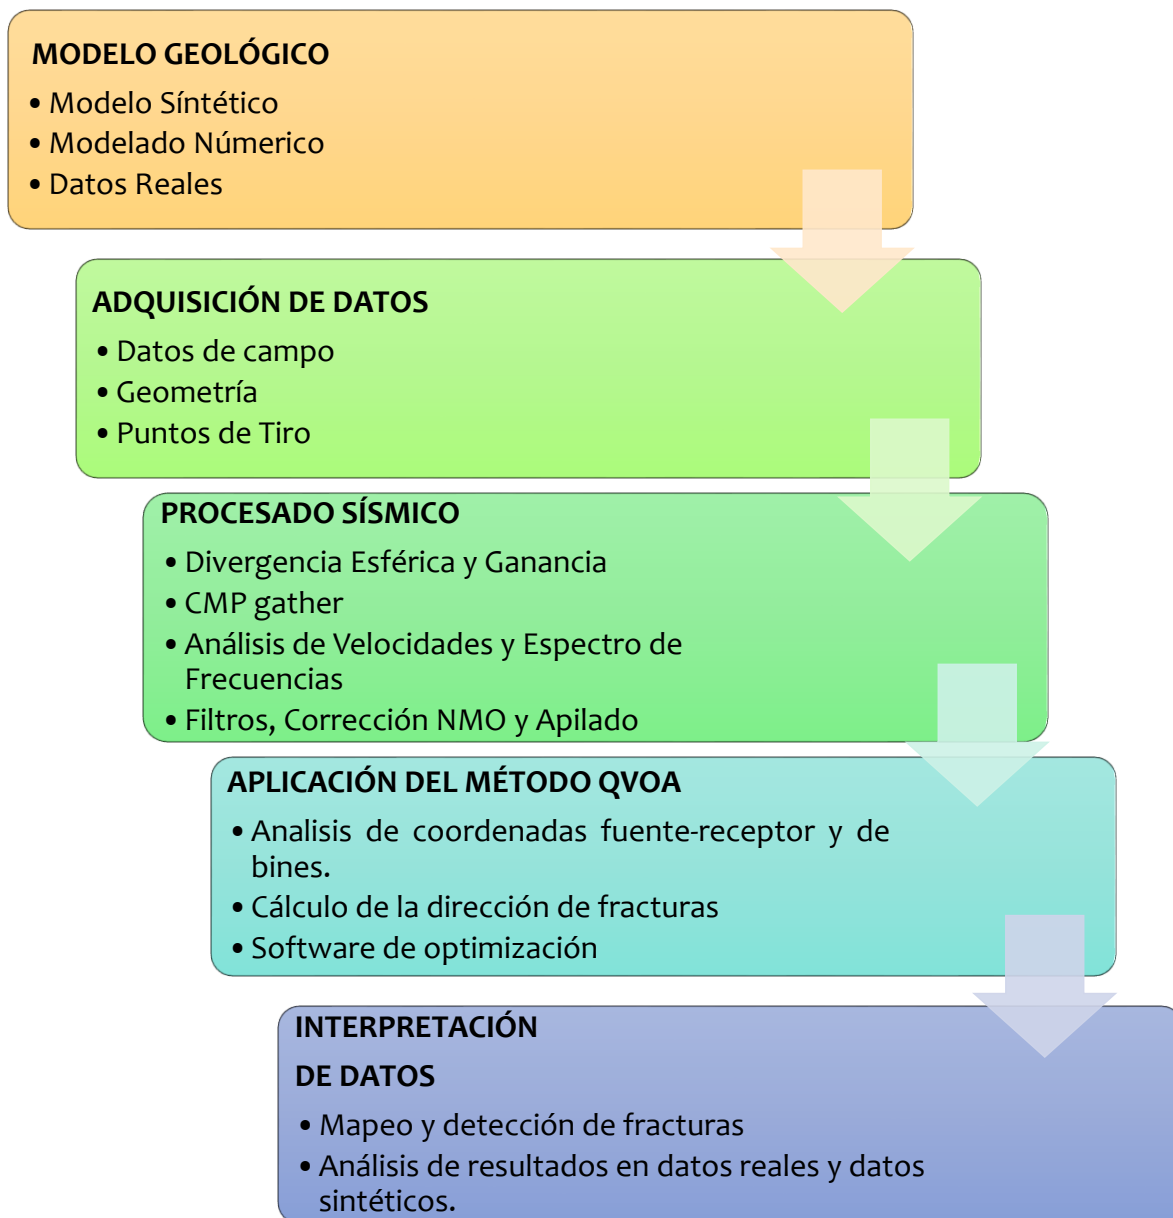 MODELO GEOLÓGICO
• Modelo Síntético
• Modelado Númerico
• Datos Reales
ADQUISICIÓN DE DATOS
• Datos de campo
• Geometría
• Puntos de Tiro
PROCESADO SÍSMICO
• Divergencia Esférica y Ganancia
• CMP gather
• Análisis de Velocidades y Espectro de
Frecuencias
• Filtros, Corrección NMO y Apilado
APLICACIÓN DEL MÉTODO QVOA
• Analisis de coordenadas fuente-receptor y de
bines.
• Cálculo de la dirección de fracturas
• Software de optimización
INTERPRETACIÓN
DE DATOS
• Mapeo y detección de fracturas
• Análisis de resultados en datos reales y datos
sintéticos.